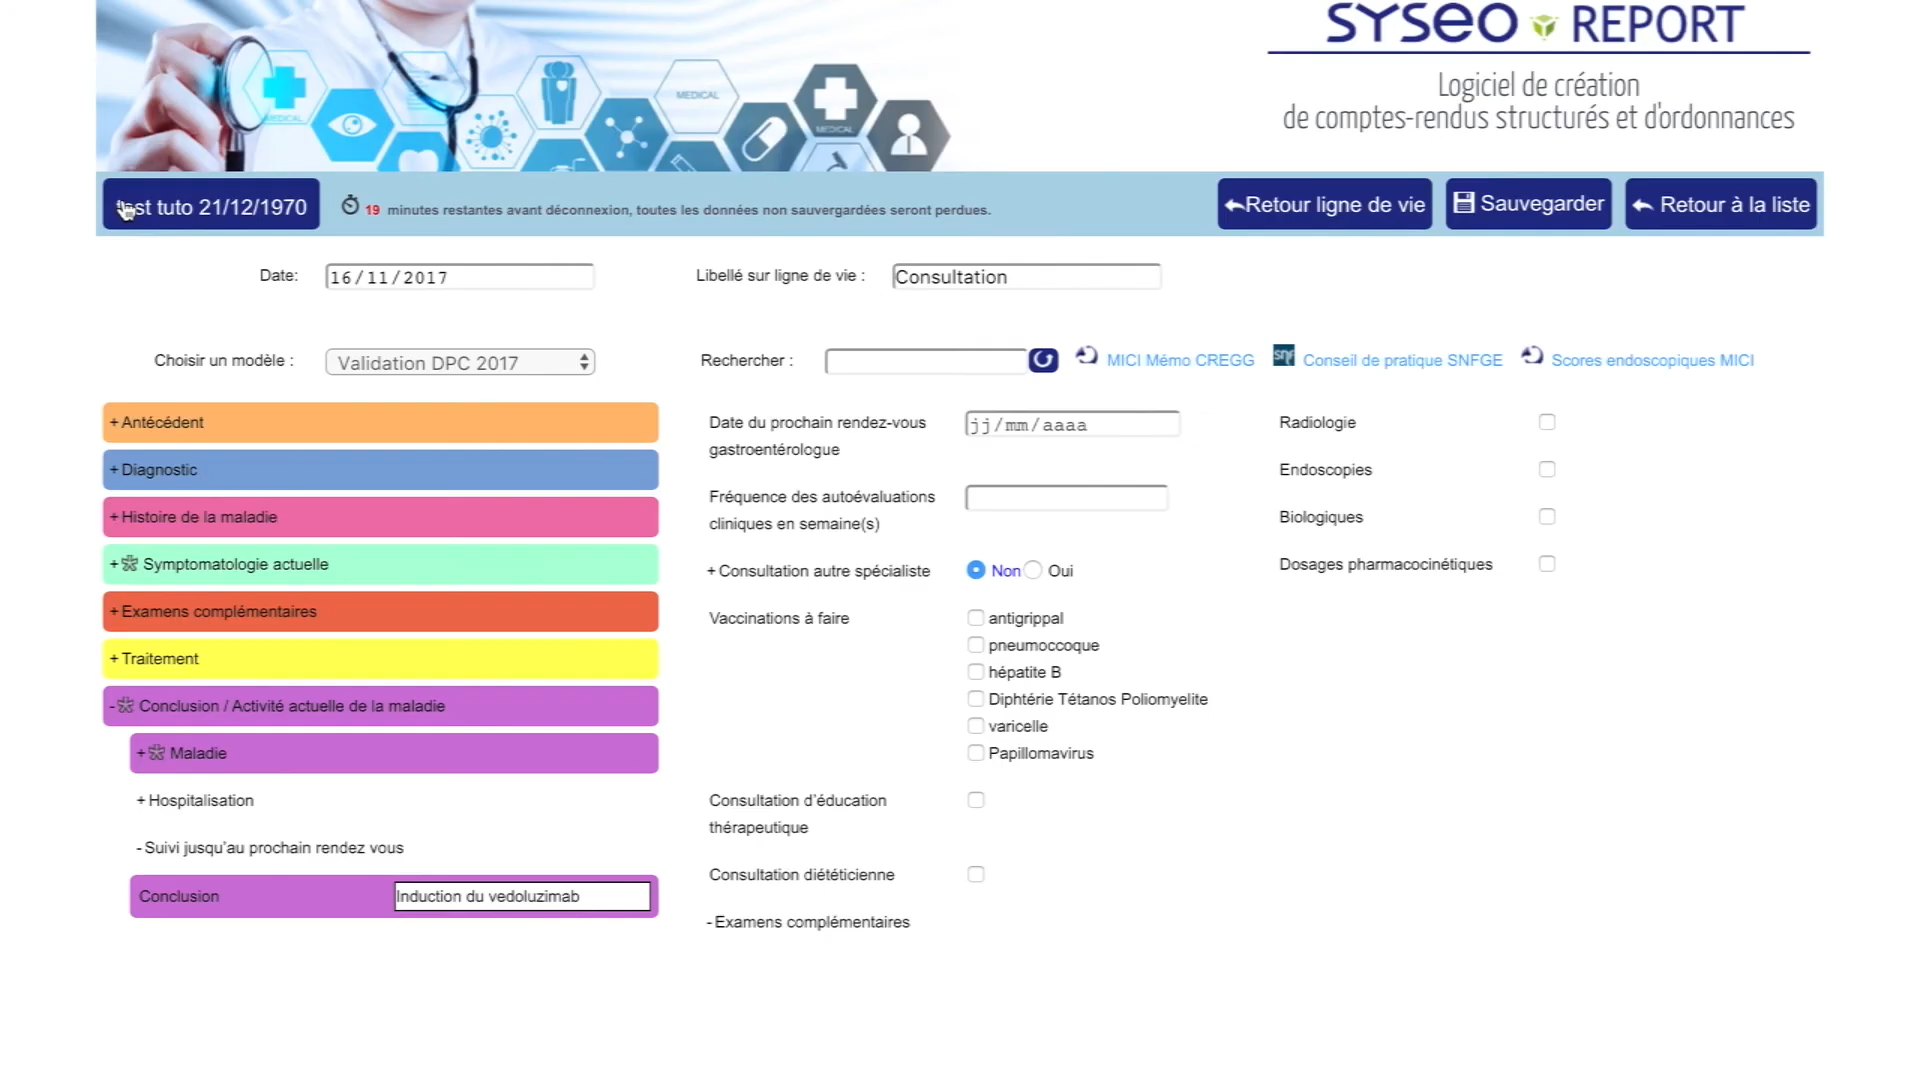 SYSEO REPORT
Logiciel de création
de comptes-rendus structurés et d'ordonnances
MEDICAL
MEDICAL
MEDICAL
test tuto 21/12/1970
19 minutes restantes avant déconnexion, toutes les données non sauvergardées seront perdues.
Retour ligne de vie
Sauvegarder
Retour à la liste
Date: 16/11/2017
Libellé sur ligne de vie : Consultation
Choisir un modèle : Validation DPC 2017
Rechercher :
MICI Mémo CREGG
snf
Conseil de pratique SNFGE
Scores endoscopiques MICI
+ Antécédent
+ Diagnostic
+ Histoire de la maladie
+ Symptomatologie actuelle
+ Examens complémentaires
+ Traitement
- Conclusion / Activité actuelle de la maladie
+ Maladie
+ Hospitalisation
- Suivi jusqu'au prochain rendez vous
Conclusion Induction du vedoluzimab
Date du prochain rendez-vous
gastroentérologue
jj/mm/aaaa
Fréquence des autoévaluations
cliniques en semaine(s)
+ Consultation autre spécialiste Non Oui
Vaccinations à faire
antigrippal
pneumoccoque
hépatite B
Diphtérie Tétanos Poliomyelite
varicelle
Papillomavirus
Consultation d'éducation
thérapeutique
Consultation diététicienne
- Examens complémentaires
Radiologie
Endoscopies
Biologiques
Dosages pharmacocinétiques